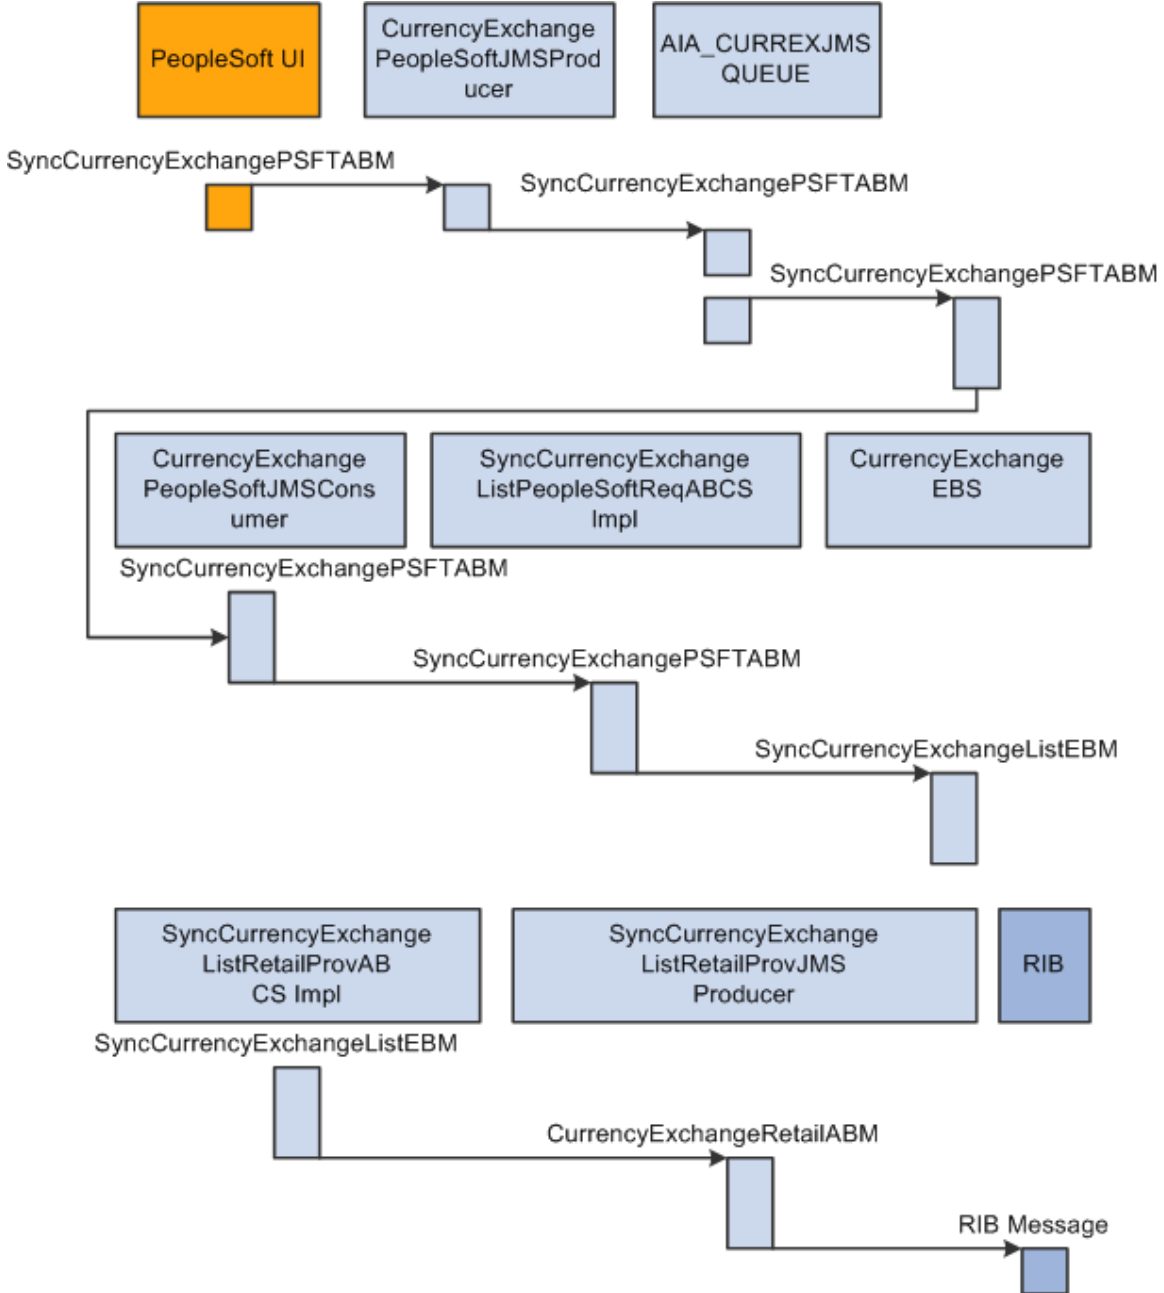 PeopleSoft UI
CurrencyExchange
PeopleSoftJMSProd
ucer
AIA_CURREXJMS
QUEUE
SyncCurrencyExchangePSFTABM
SyncCurrencyExchangePSFTABM
SyncCurrencyExchangePSFTABM
CurrencyExchange
PeopleSoftJMSCons
umer
SyncCurrencyExchange
ListPeopleSoftReqABCS
Impl
CurrencyExchange
EBS
SyncCurrencyExchangePSFTABM
SyncCurrencyExchangePSFTABM
SyncCurrencyExchangeListEBM
SyncCurrencyExchange
ListRetailProvAB
CS Impl
SyncCurrencyExchange
ListRetailProvJMS
Producer
RIB
SyncCurrencyExchangeListEBM
CurrencyExchangeRetailABM
RIB Message